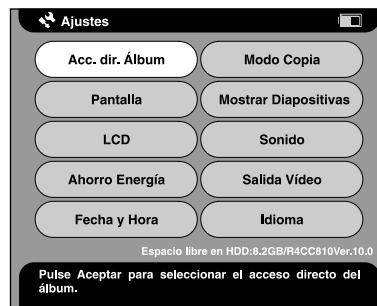 Ajustes
Acc. dir. Álbum
Modo Copia
Pantalla
Mostrar Diapositivas
LCD
Sonido
Ahorro Energía
Salida Vídeo
Fecha y Hora
Idioma
Espacio libre en HDD:8.2GB/R4CC810Ver.10.0
Pulse Aceptar para seleccionar el acceso directo del
álbum.